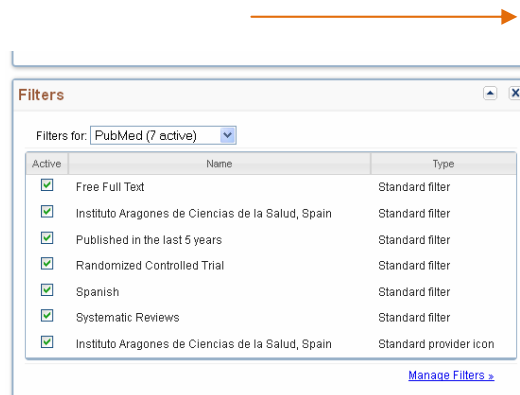 Filters
Filters for: PubMed (7 active)
Active Name Type
Free Full Text Standard filter
Instituto Aragones de Ciencias de la Salud, Spain Standard filter
Published in the last 5 years Standard filter
Randomized Controlled Trial Standard filter
Spanish Standard filter
Systematic Reviews Standard filter
Instituto Aragones de Ciencias de la Salud, Spain Standard provider icon
Manage Filters »